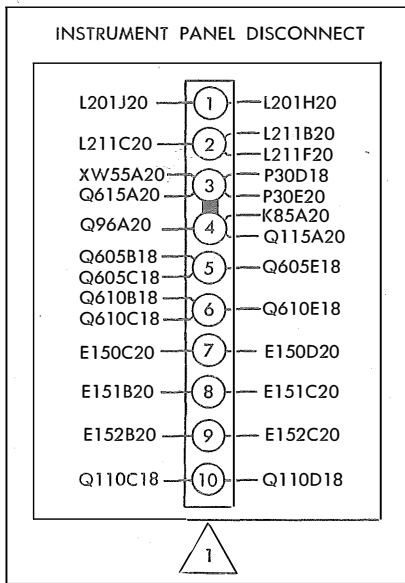 INSTRUMENT PANEL DISCONNECT
L201J20 1 L201H20
L211C20 2 L211B20
L211F20
XW55A20 3 P30D18
Q615A20 P30E20
Q96A20 4 K85A20
Q115A20
Q605B18 5 Q605E18
Q605C18
Q610B18 6 Q610E18
Q610C18
E150C20 7 E150D20
E151B20 8 E151C20
E152B20 9 E152C20
Q110C18 10 Q110D18
1